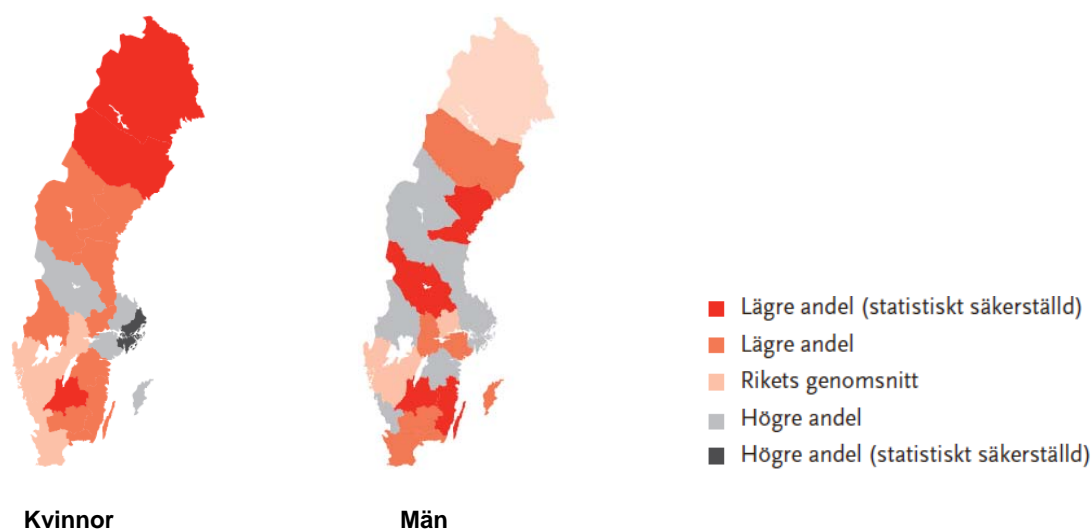 Lägre andel (statistiskt säkerställd)
Lägre andel
Rikets genomsnitt
Högre andel
Högre andel (statistiskt säkerställd)
Kvinnor
Män